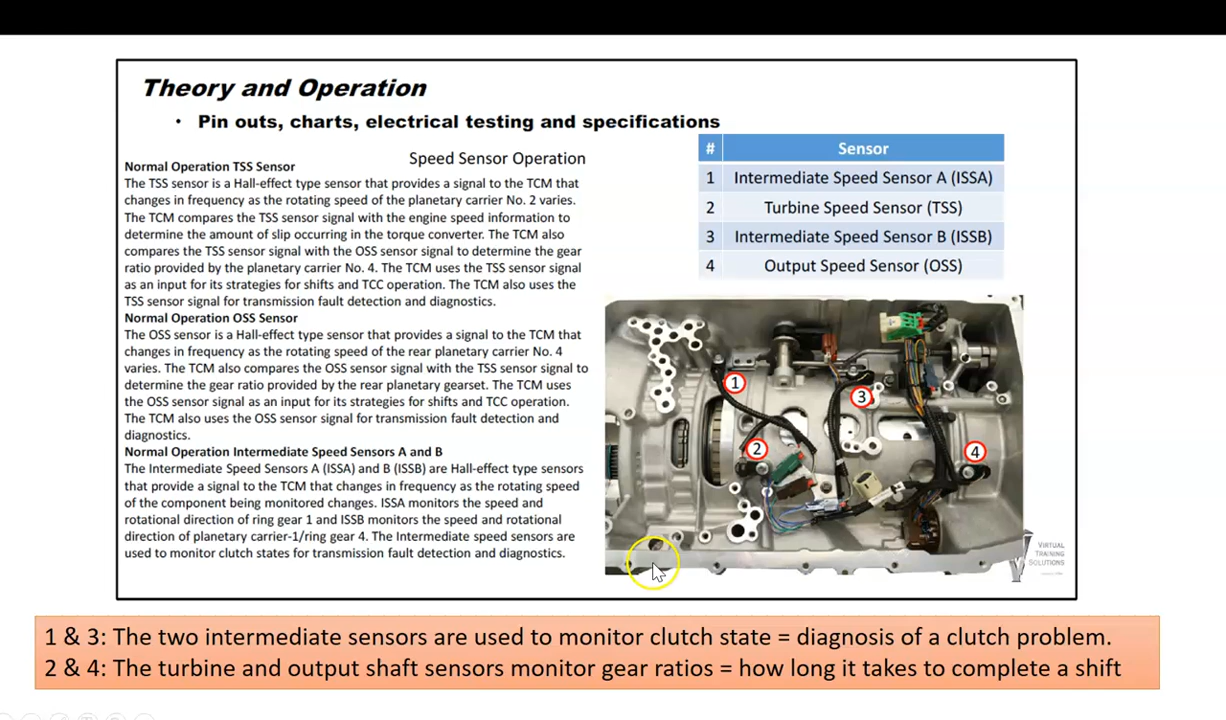 Theory and Operation
• Pin outs, charts, electrical testing and specifications
Speed Sensor Operation
Normal Operation TSS Sensor
The TSS sensor is a Hall-effect type sensor that provides a signal to the TCM that
changes in frequency as the rotating speed of the planetary carrier No. 2 varies.
The TCM compares the TSS sensor signal with the engine speed information to
determine the amount of slip occurring in the torque converter. The TCM also
compares the TSS sensor signal with the OSS sensor signal to determine the gear
ratio provided by the planetary carrier No. 4. The TCM uses the TSS sensor signal
as an input for its strategies for shifts and TCC operation. The TCM also uses the
TSS sensor signal for transmission fault detection and diagnostics.
Normal Operation OSS Sensor
The OSS sensor is a Hall-effect type sensor that provides a signal to the TCM that
changes in frequency as the rotating speed of the rear planetary carrier No. 4
varies. The TCM also compares the OSS sensor signal with the TSS sensor signal to
determine the gear ratio provided by the rear planetary gearset. The TCM uses
the OSS sensor signal as an input for its strategies for shifts and TCC operation.
The TCM also uses the OSS sensor signal for transmission fault detection and
diagnostics.
Normal Operation Intermediate Speed Sensors A and B
The Intermediate Speed Sensors A (ISSA) and B (ISSB) are Hall-effect type sensors
that provide a signal to the TCM that changes in frequency as the rotating speed
of the component being monitored changes. ISSA monitors the speed and
rotational direction of ring gear 1 and ISSB monitors the speed and rotational
direction of planetary carrier-1/ring gear 4. The Intermediate speed sensors are
used to monitor clutch states for transmission fault detection and diagnostics.
# Sensor
1 Intermediate Speed Sensor A (ISSA)
2 Turbine Speed Sensor (TSS)
3 Intermediate Speed Sensor B (ISSB)
4 Output Speed Sensor (OSS)
1
3
2
4
VIRTUAL
TRAINING
SOLUTIONS
1 & 3: The two intermediate sensors are used to monitor clutch state = diagnosis of a clutch problem.
2 & 4: The turbine and output shaft sensors monitor gear ratios = how long it takes to complete a shift